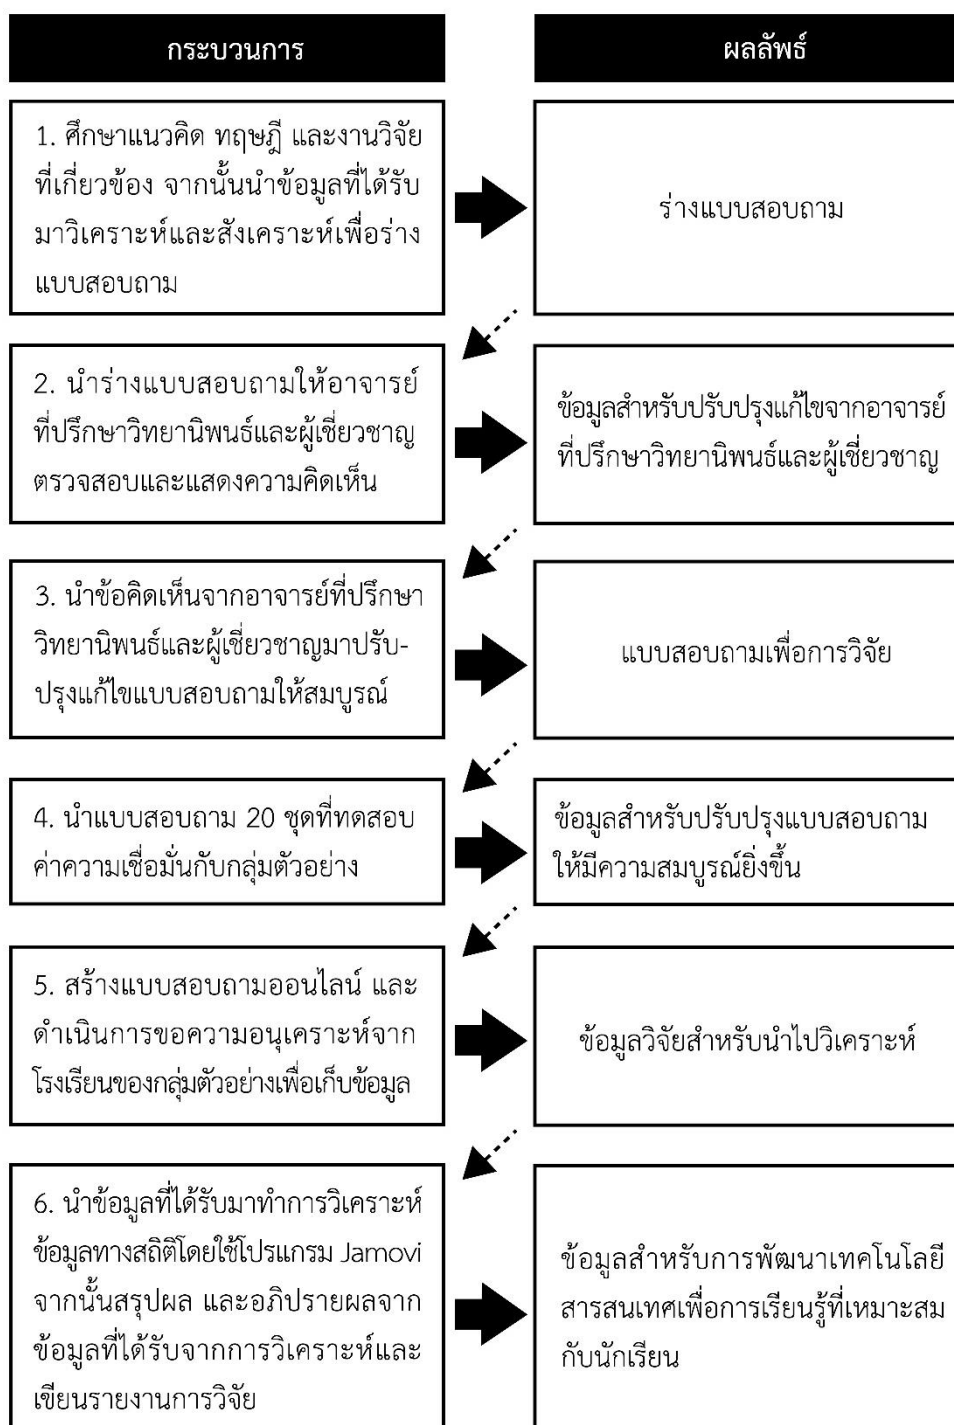 กระบวนการ
ผลลัพธ์
1. ศึกษาแนวคิด ทฤษฎี และงานวิจัย
ที่เกี่ยวข้อง จากนั้นนำข้อมูลที่ได้รับ
มาวิเคราะห์และสังเคราะห์เพื่อร่าง
แบบสอบถาม
ร่างแบบสอบถาม
2. นำร่างแบบสอบถามให้อาจารย์
ที่ปรึกษาวิทยานิพนธ์และผู้เชี่ยวชาญ
ตรวจสอบและแสดงความคิดเห็น
ข้อมูลสำหรับปรับปรุงแก้ไขจากอาจารย์
ที่ปรึกษาวิทยานิพนธ์และผู้เชี่ยวชาญ
3. นำข้อคิดเห็นจากอาจารย์ที่ปรึกษา
วิทยานิพนธ์และผู้เชี่ยวชาญมาปรับ-
ปรุงแก้ไขแบบสอบถามให้สมบูรณ์
แบบสอบถามเพื่อการวิจัย
4. นำแบบสอบถาม 20 ชุดที่ทดสอบ
ค่าความเชื่อมั่นกับกลุ่มตัวอย่าง
ข้อมูลสำหรับปรับปรุงแบบสอบถาม
ให้มีความสมบูรณ์ยิ่งขึ้น
5. สร้างแบบสอบถามออนไลน์ และ
ดำเนินการขอความอนุเคราะห์จาก
โรงเรียนของกลุ่มตัวอย่างเพื่อเก็บข้อมูล
ข้อมูลวิจัยสำหรับนำไปวิเคราะห์
6. นำข้อมูลที่ได้รับมาทำการวิเคราะห์
ข้อมูลทางสถิติโดยใช้โปรแกรม Jamovi
จากนั้นสรุปผล และอภิปรายผลจาก
ข้อมูลที่ได้รับจากการวิเคราะห์และ
เขียนรายงานการวิจัย
ข้อมูลสำหรับการพัฒนาเทคโนโลยี
สารสนเทศเพื่อการเรียนรู้ที่เหมาะสม
กับนักเรียน